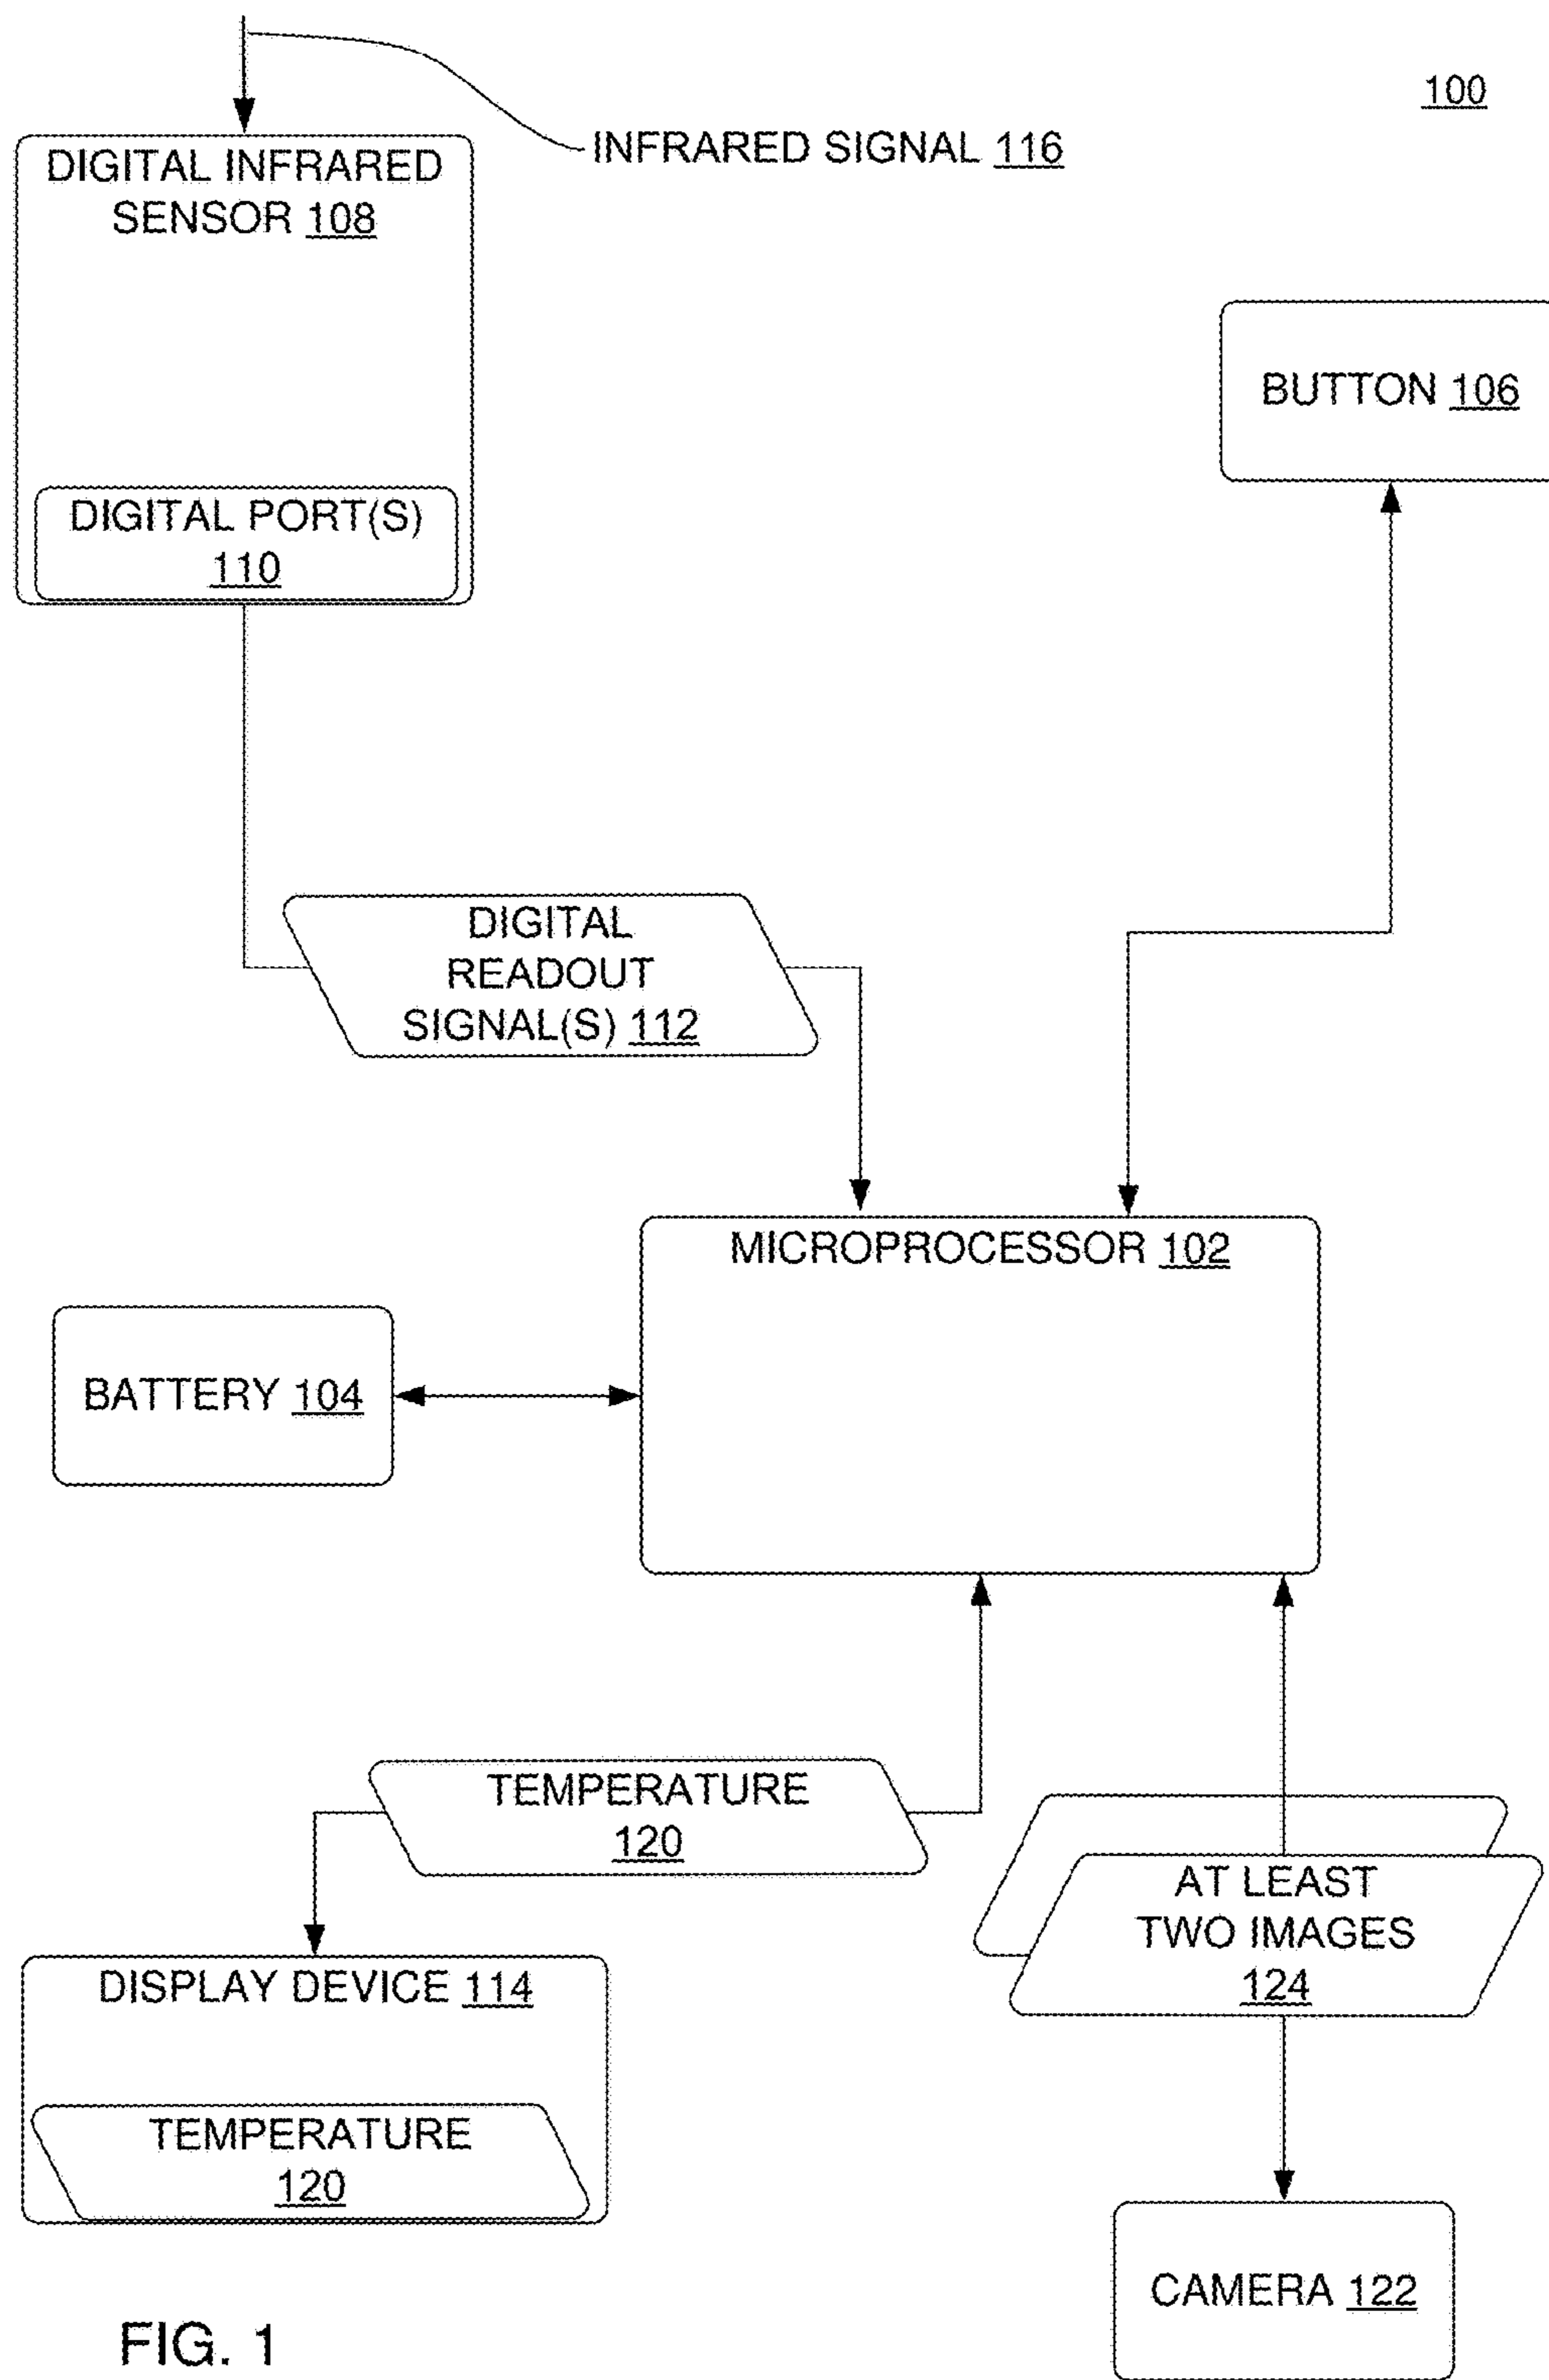 100
INFRARED SIGNAL 116
DIGITAL INFRARED
SENSOR 108
BUTTON 106
DIGITAL PORT(S)
110
DIGITAL
READOUT
SIGNAL(S) 112
MICROPROCESSOR 102
BATTERY 104
TEMPERATURE
120
AT LEAST
TWO IMAGES
124
DISPLAY DEVICE 114
TEMPERATURE
120
CAMERA 122
FIG. 1